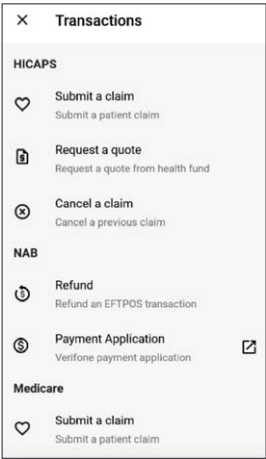 Transactions
HICAPS
Submit a claim
Submit a patient claim
Request a quote
Request a quote from health fund
Cancel a claim
Cancel a previous claim
NAB
Refund
Refund an EFTPOS transaction
Payment Application
Verifone payment application
Medicare
Submit a claim
Submit a patient claim